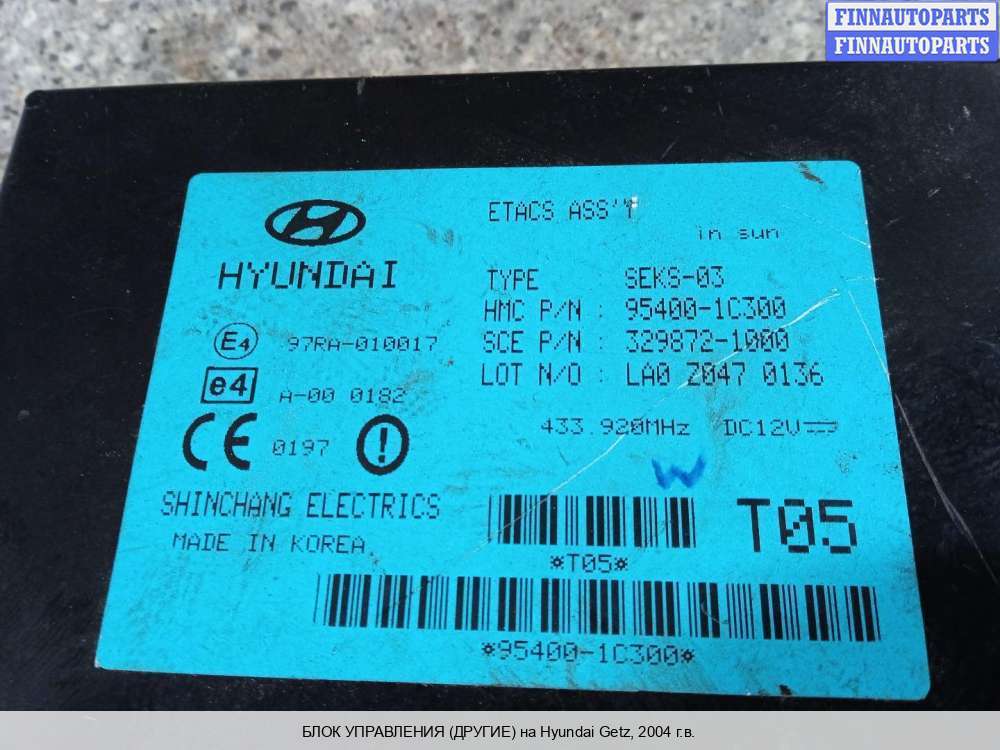 FINNAUTOPARTS
FINNAUTOPARTS
ETACS ASS'Y
in sun
HYUNDAI
TYPE SEKS-03
HMC P/N : 95400-1C300
SCE P/N : 329872-1000
LOT N/O : LA0 Z047 0136
E4 97RA-010017
e4 A-00 0182
433.920MHz DC12V
CE 0197 !
W
SHINCHANG ELECTRICS
MADE IN KOREA.
T05
*T05*
*95400-1C300*
БЛОК УПРАВЛЕНИЯ (ДРУГИЕ) на Hyundai Getz, 2004 г.в.